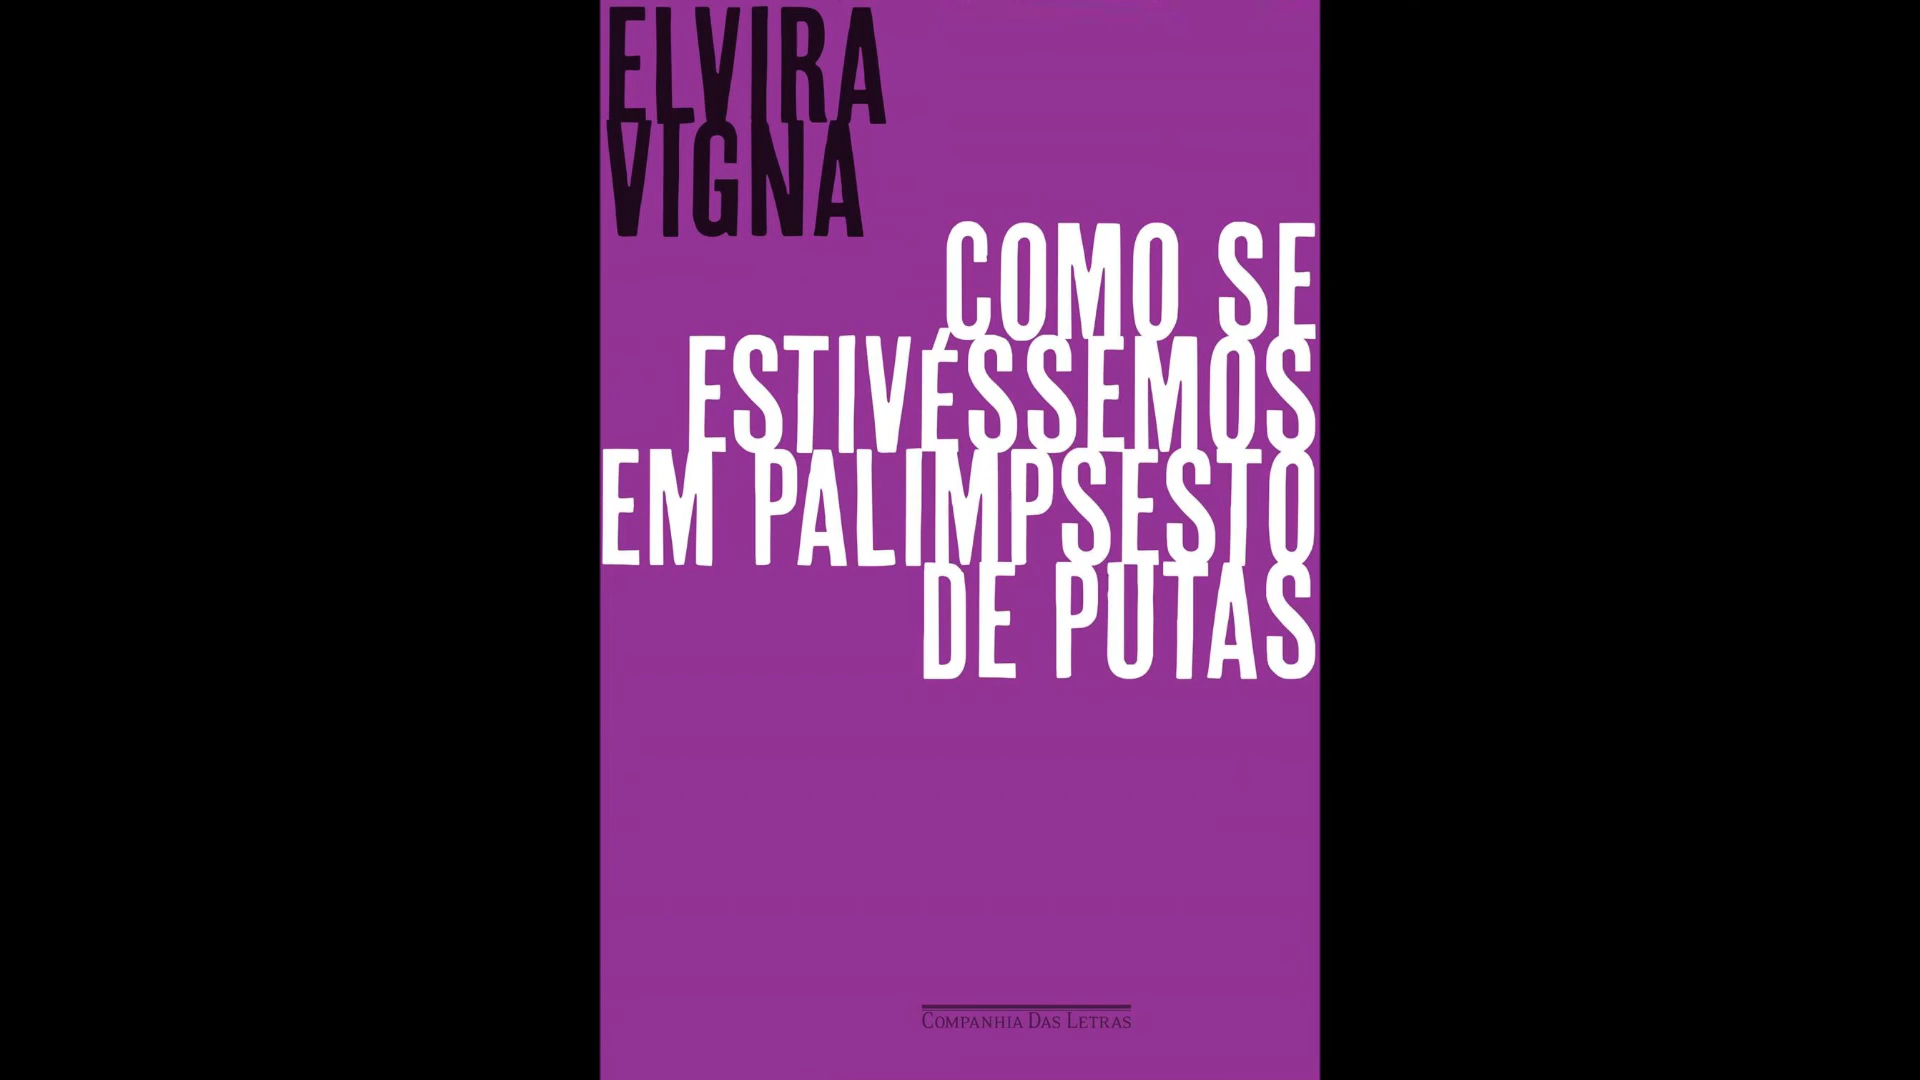 ELVIRA
VIGNA
COMO SE
ESTIVÉSSEMOS
EM PALIMPSESTO
DE PUTAS
COMPANHIA DAS LETRAS